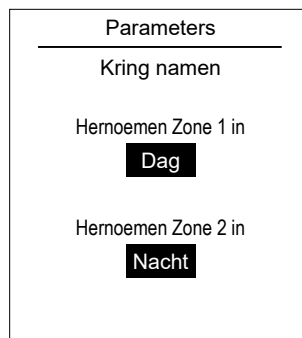 Parameters
Kring namen
Hernoemen Zone 1 in
Dag
Hernoemen Zone 2 in
Nacht